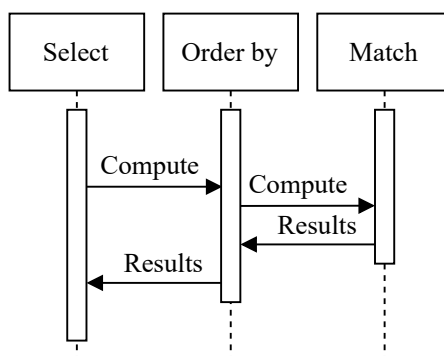 Select
Order by
Match
Compute
Compute
Results
Results